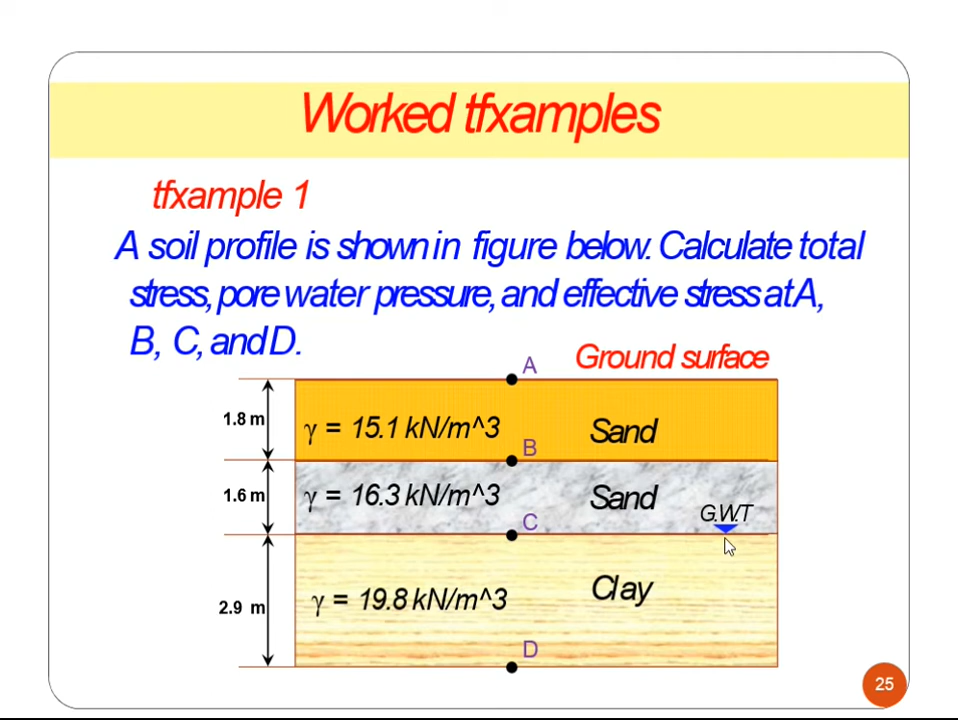 Worked tfxamples
tfxample 1
A soil profile is shown in figure below. Calculate total
stress, pore water pressure, and effective stress at A,
B, C, and D.
Ground surface
A
1.8 m
γ = 15.1 kN/m^3
Sand
B
1.6 m
γ = 16.3 kN/m^3
Sand
G.W.T
C
2.9 m
γ = 19.8 kN/m^3
Clay
D
25